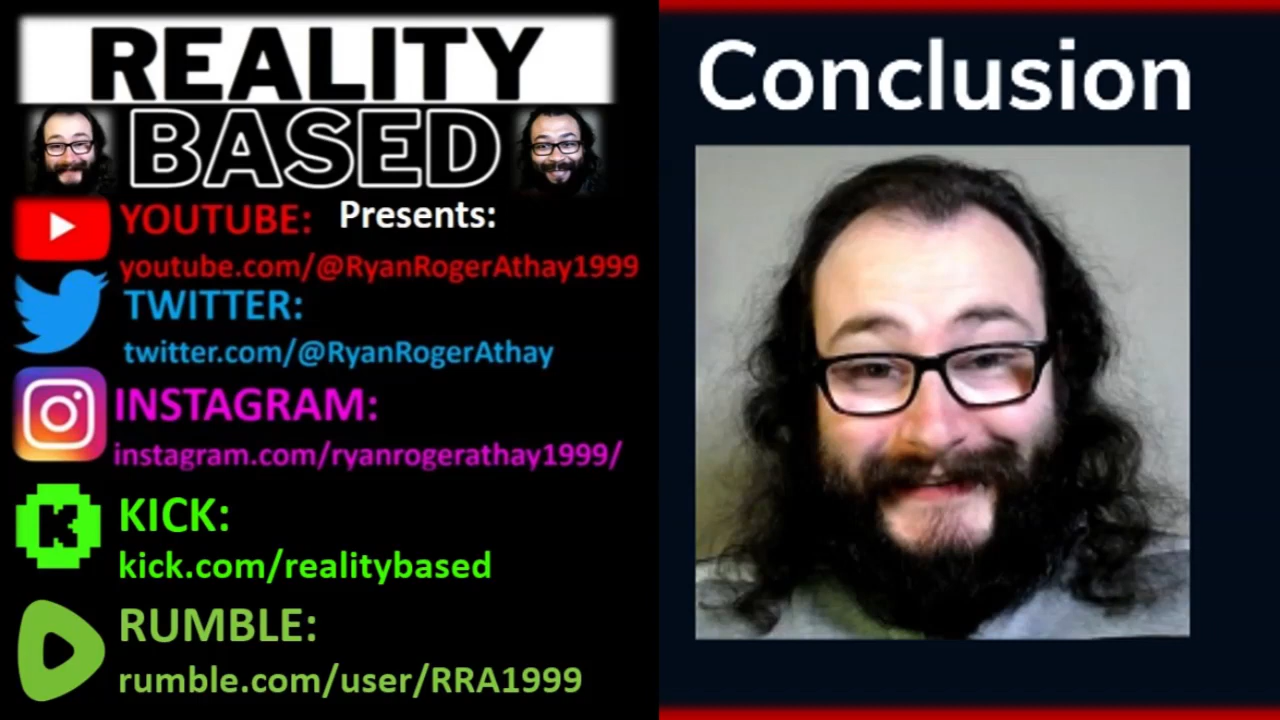 REALITY
BASED
Presents:
YOUTUBE:
youtube.com/@RyanRogerAthay1999
TWITTER:
twitter.com/@RyanRogerAthay
INSTAGRAM:
instagram.com/ryanrogerathay1999/
K
KICK:
kick.com/realitybased
RUMBLE:
rumble.com/user/RRA1999
Conclusion